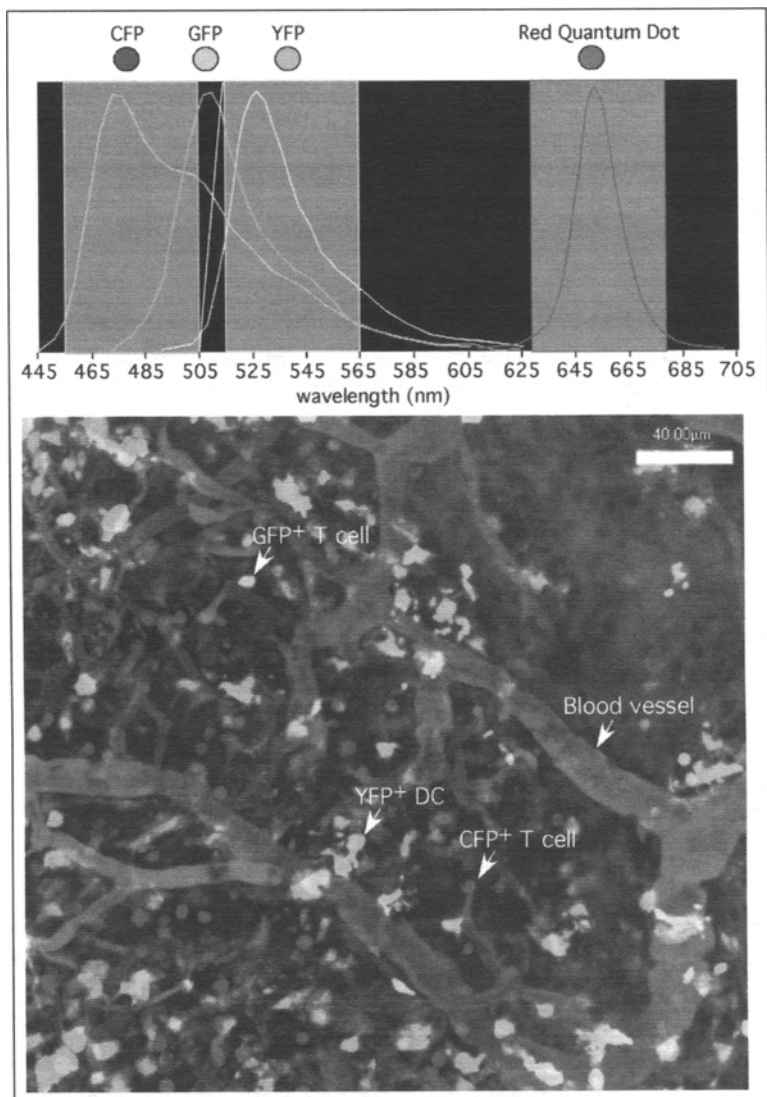 CFP GFP YFP Red Quantum Dot
445 465 485 505 525 545 565 585 605 625 645 665 685 705
wavelength (nm)
40.00µm
GFP+ T cell
Blood vessel
YFP+ DC
CFP+ T cell